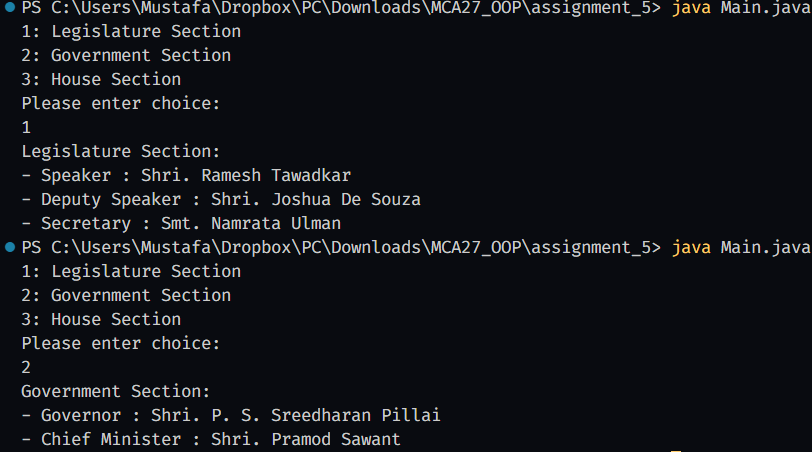 PS C:\Users\Mustafa\Dropbox\PC\Downloads\MCA27_OOP\assignment_5> java Main.java
1: Legislature Section
2: Government Section
3: House Section
Please enter choice:
1
Legislature Section:
- Speaker : Shri. Ramesh Tawadkar
- Deputy Speaker : Shri. Joshua De Souza
- Secretary : Smt. Namrata Ulman
PS C:\Users\Mustafa\Dropbox\PC\Downloads\MCA27_OOP\assignment_5> java Main.java
1: Legislature Section
2: Government Section
3: House Section
Please enter choice:
2
Government Section:
- Governor : Shri. P. S. Sreedharan Pillai
- Chief Minister : Shri. Pramod Sawant